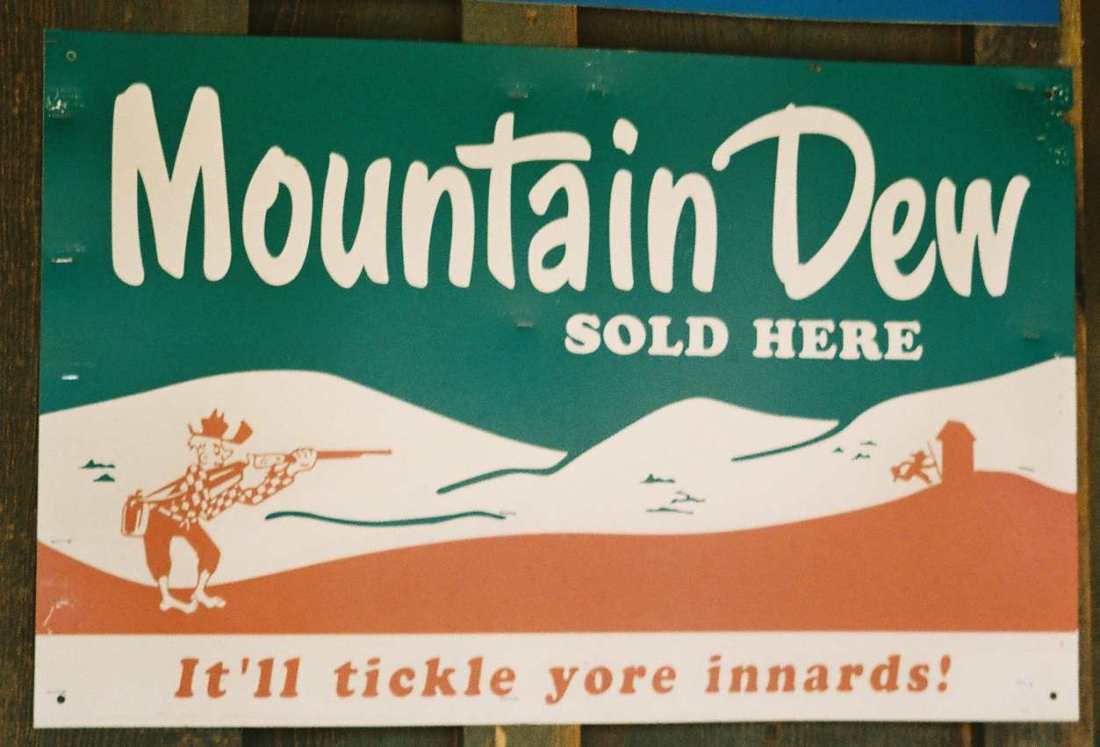 Mountain Dew
SOLD HERE
It'll tickle yore innards!